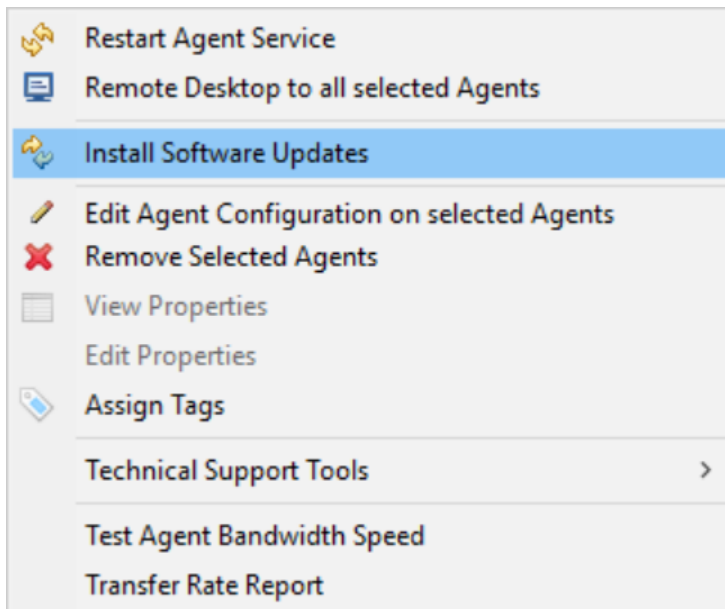 Restart Agent Service
Remote Desktop to all selected Agents
Install Software Updates
Edit Agent Configuration on selected Agents
Remove Selected Agents
View Properties
Edit Properties
Assign Tags
Technical Support Tools
Test Agent Bandwidth Speed
Transfer Rate Report